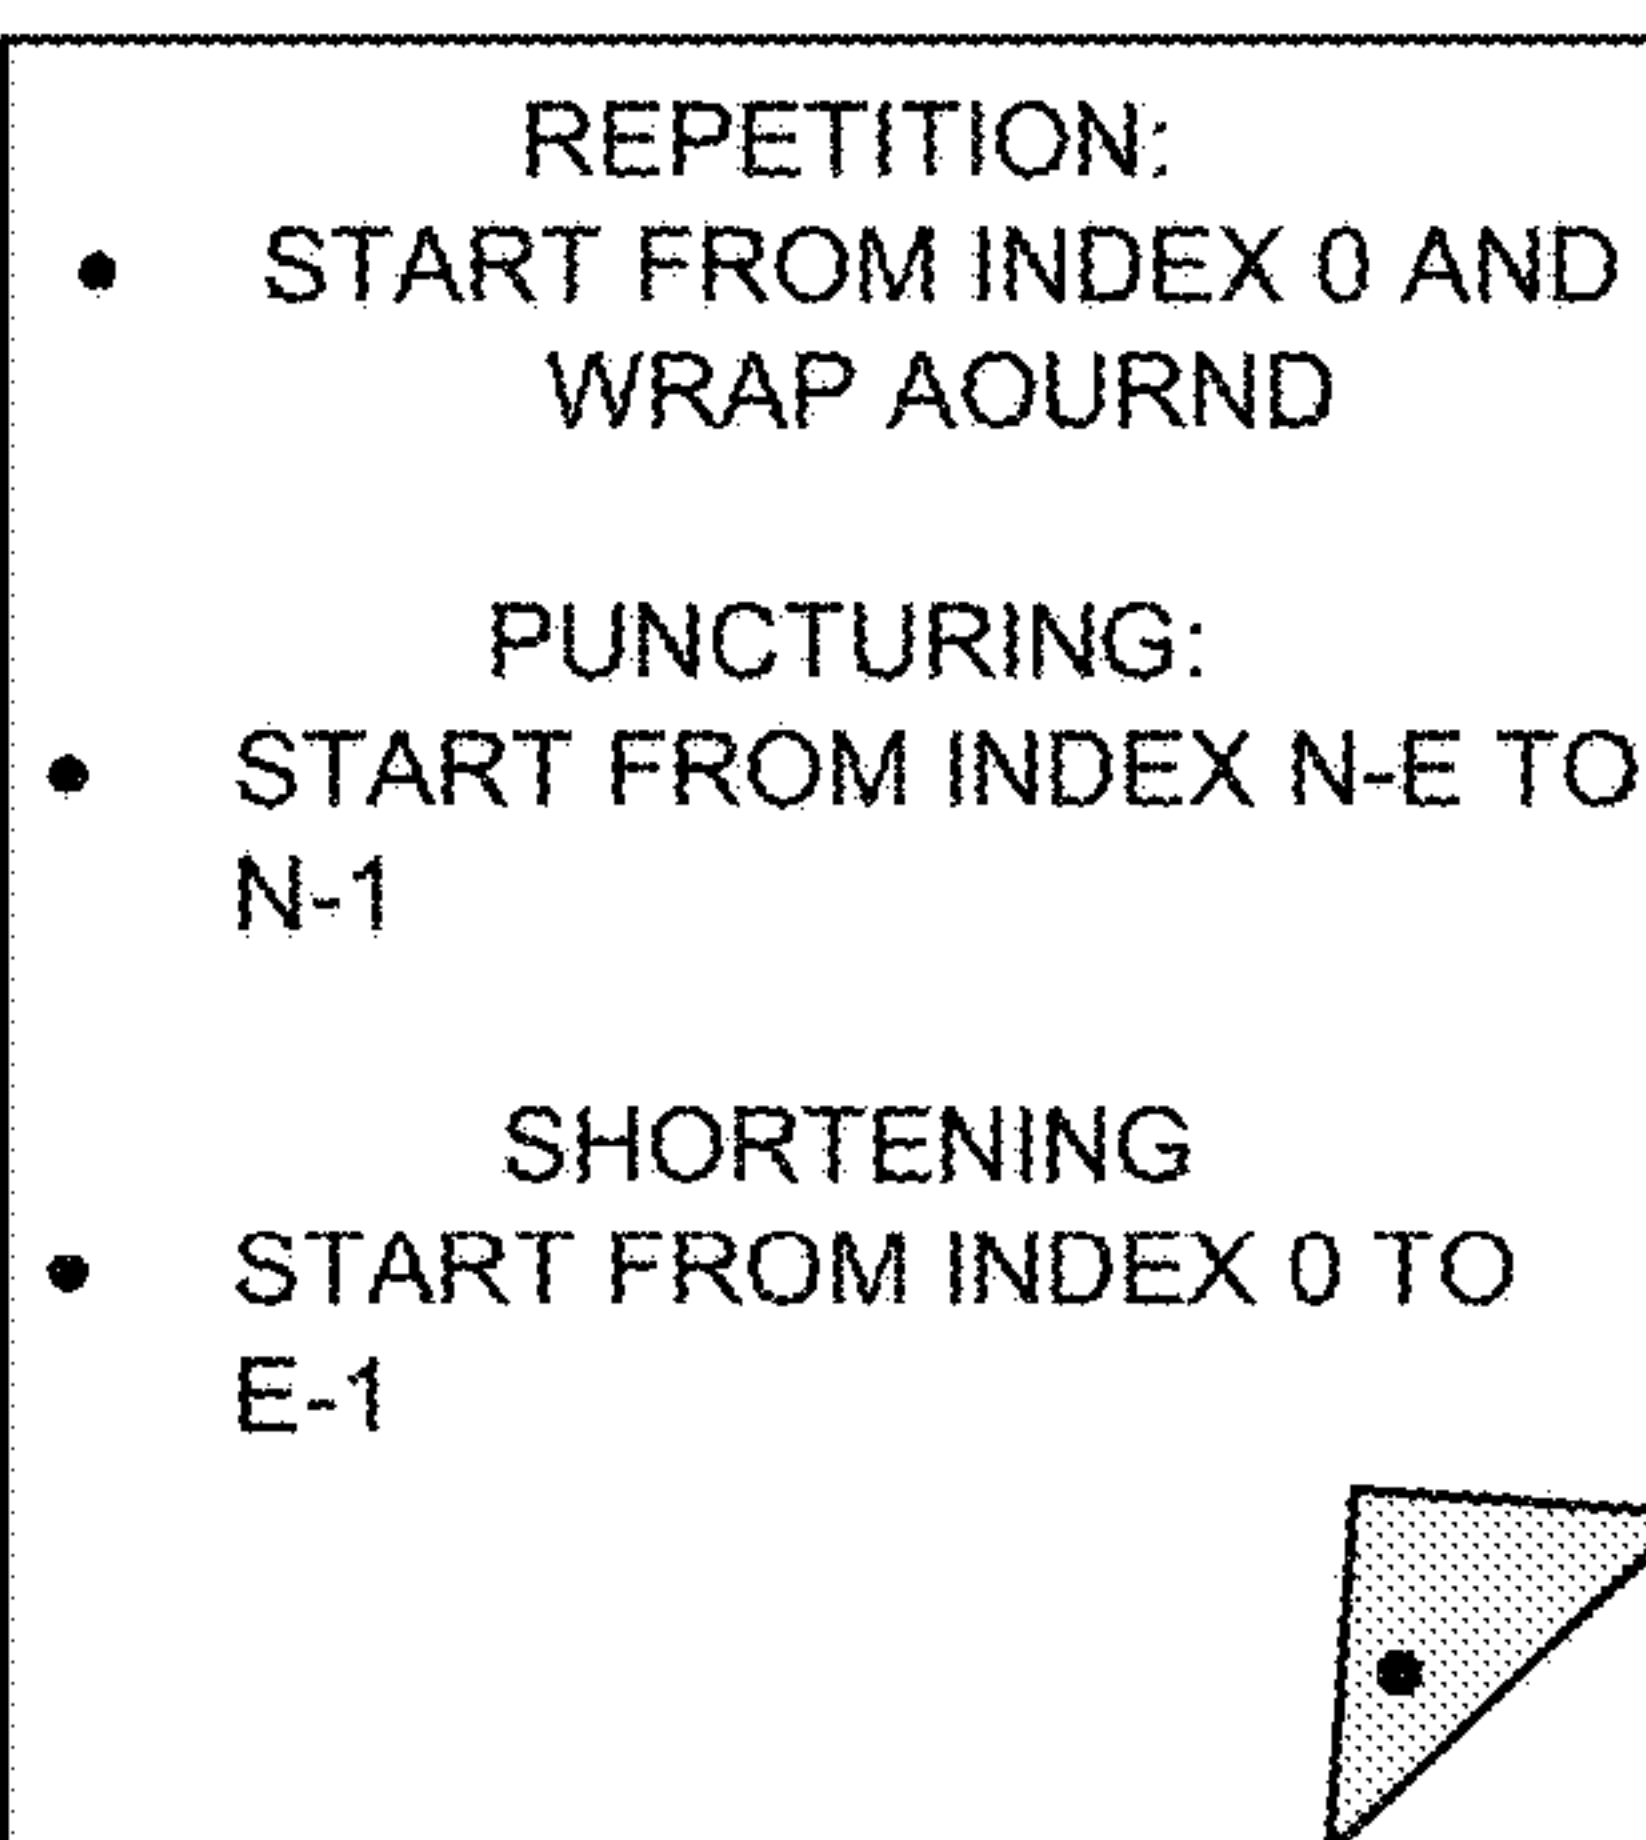 REPETITION:
• START FROM INDEX 0 AND
WRAP AOURND
PUNCTURING:
• START FROM INDEX N-E TO
N-1
SHORTENING
• START FROM INDEX 0 TO
E-1